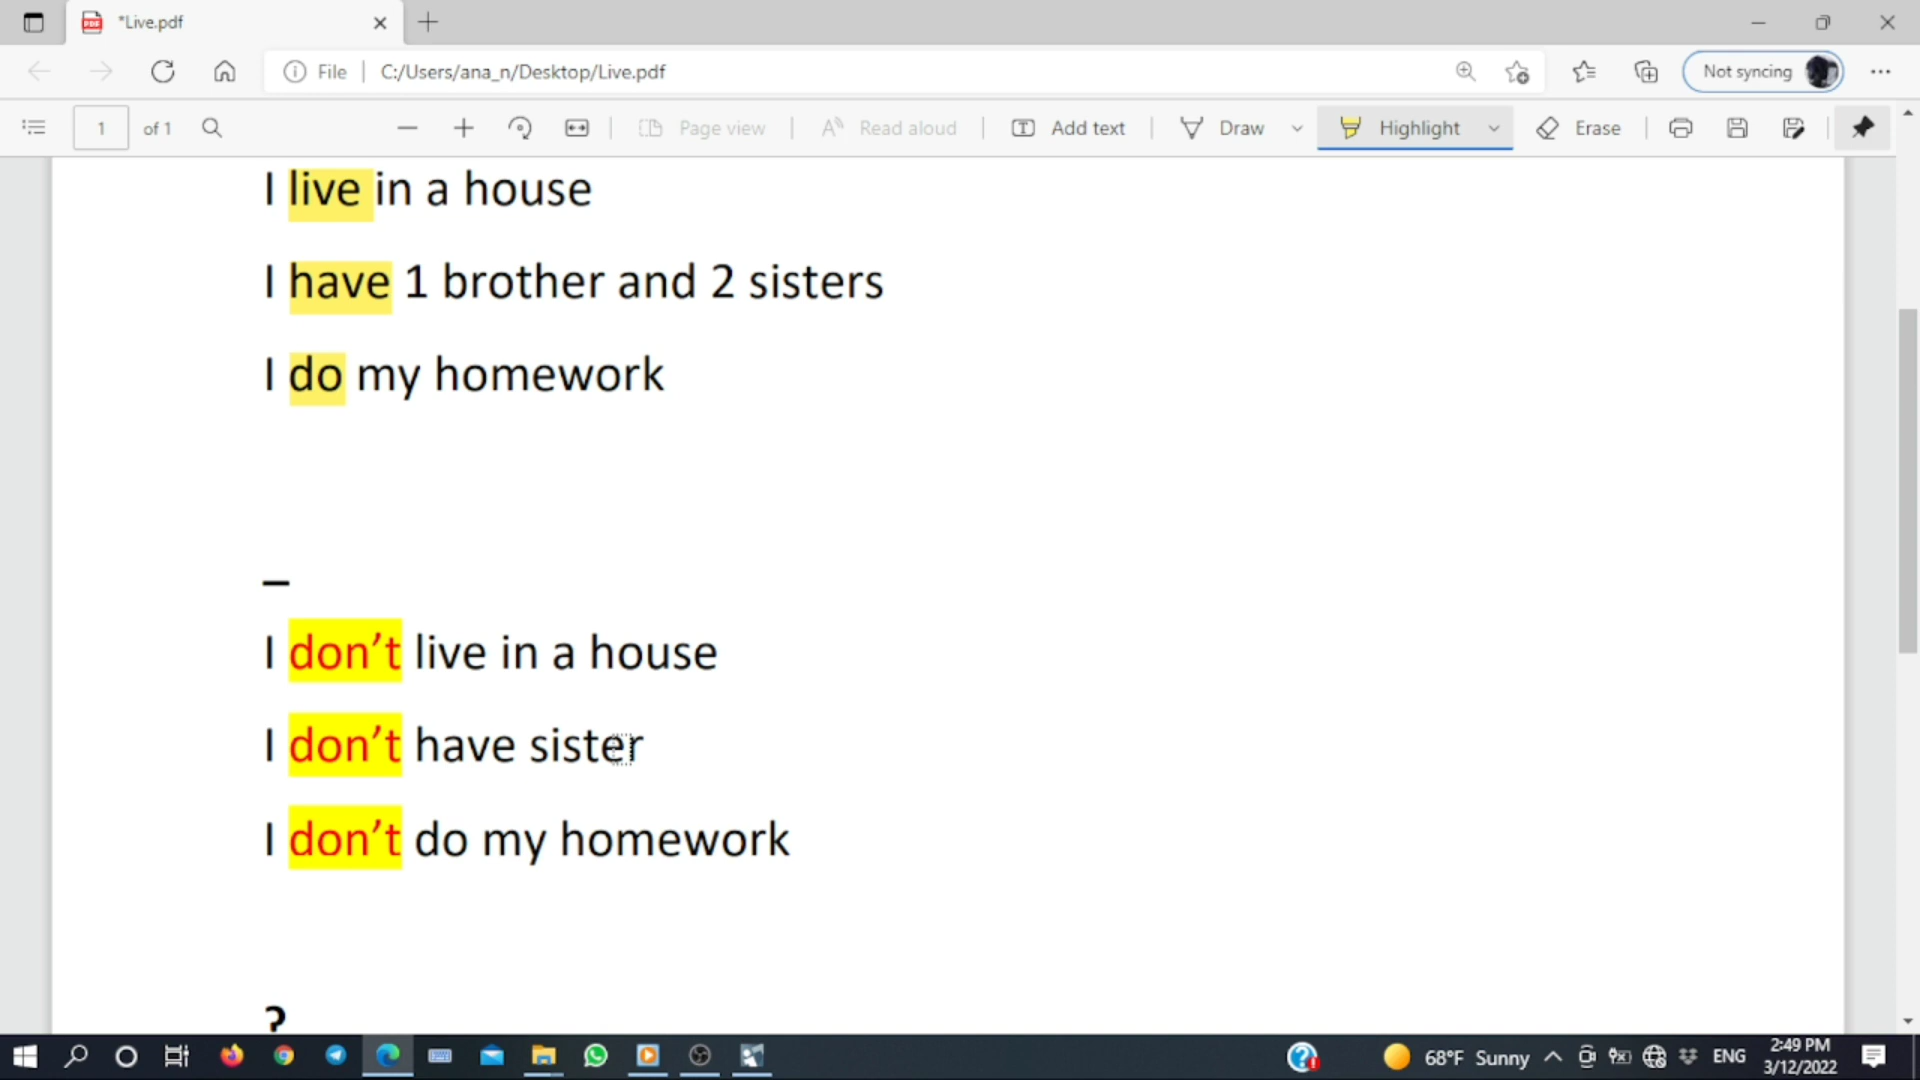 *Live.pdf
File
C:/Users/ana_n/Desktop/Live.pdf
Not syncing
1 of 1
Page view
Read aloud
Add text
Draw
Highlight
Erase
I live in a house
I have 1 brother and 2 sisters
I do my homework
–
I don't live in a house
I don't have sister
I don't do my homework
?
68°F Sunny
ENG
2:49 PM
3/12/2022